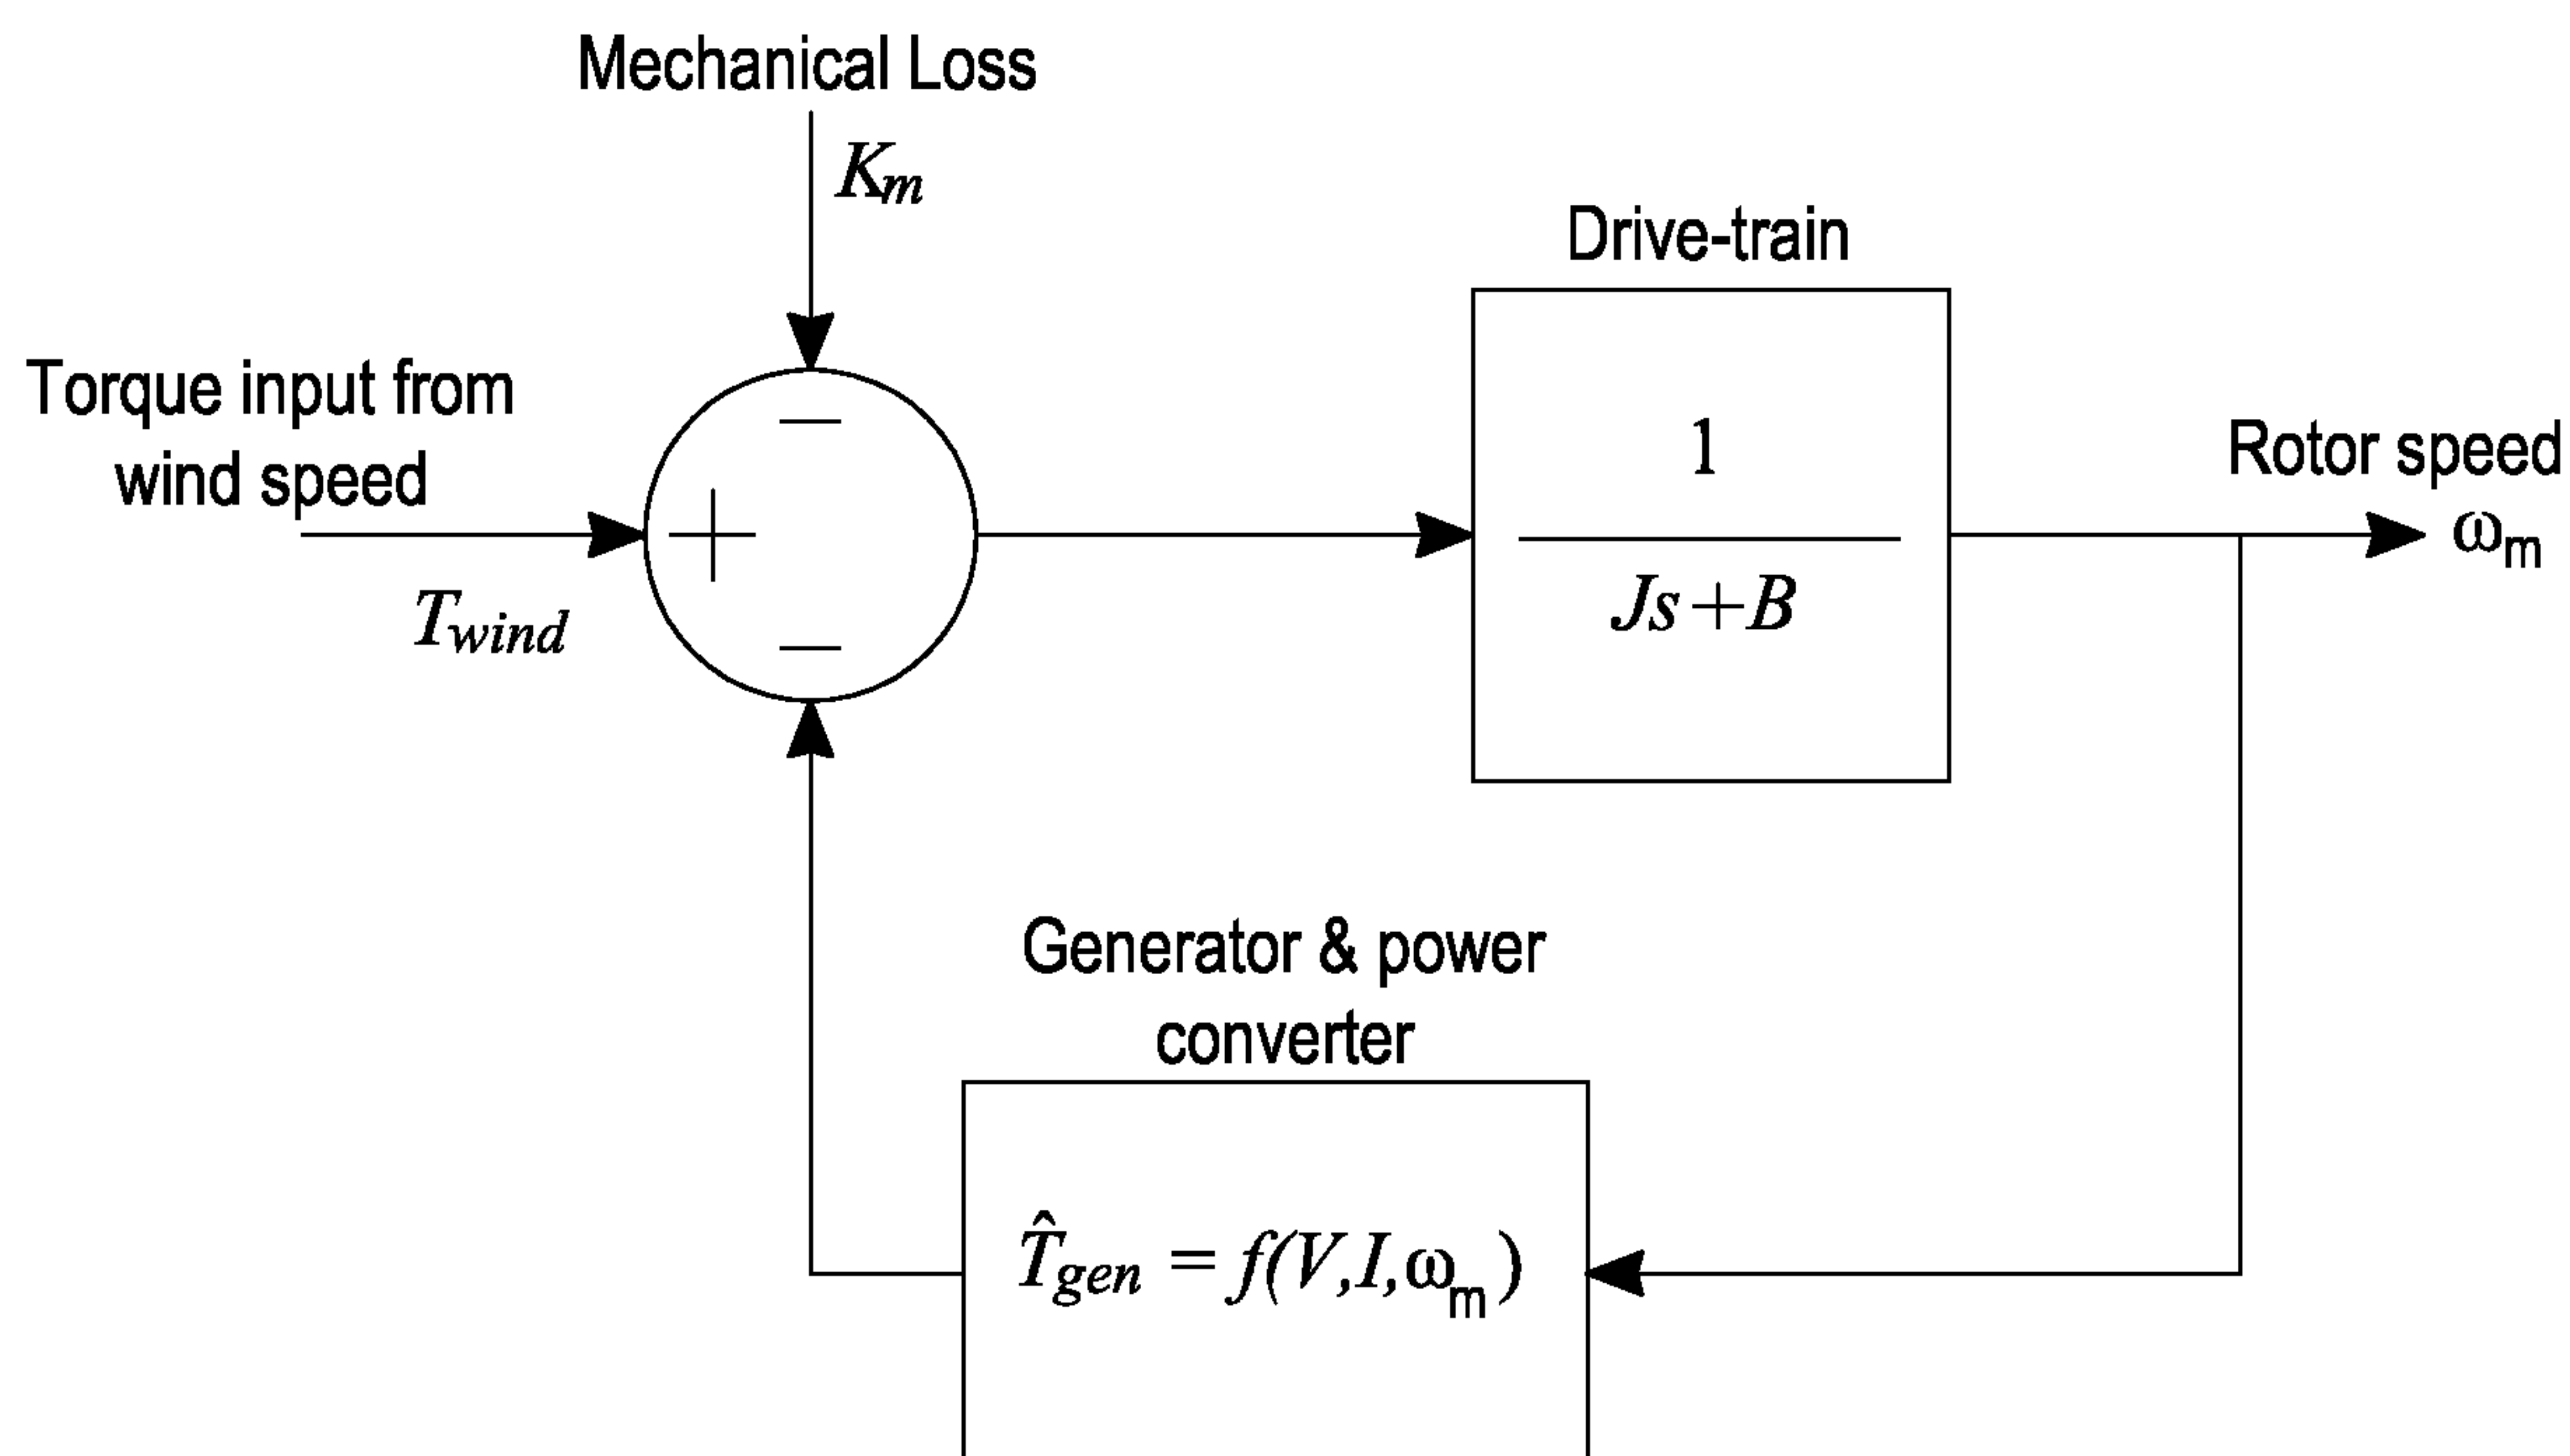 Mechanical Loss
Km
Drive-train
Torque input from
wind speed
Twind
+
−
−
1
Js+B
Rotor speed
ωm
Generator & power
converter
T̂gen = f(V,I,ωm)